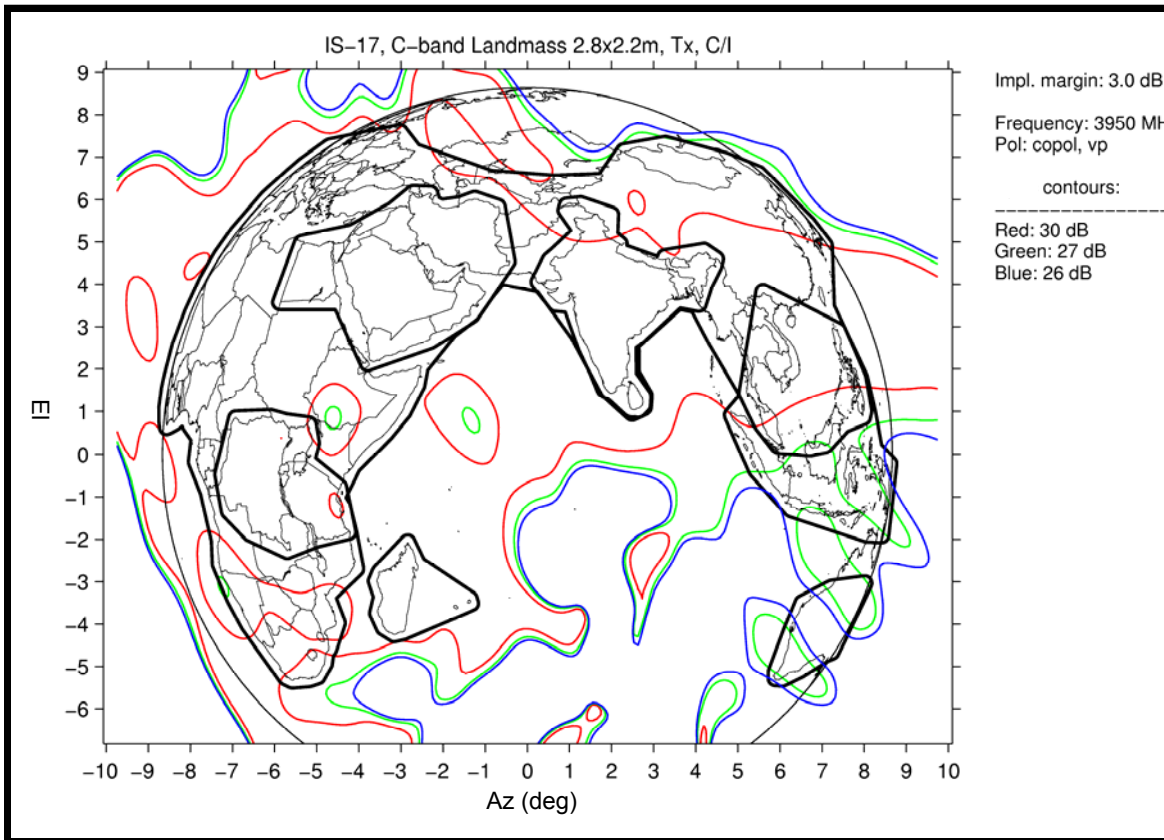 IS−17, C−band Landmass 2.8x2.2m, Tx, C/I
Impl. margin: 3.0 dB
Frequency: 3950 MH
Pol: copol, vp
contours:
−−−−−−−−−−−−−−−−−
Red: 30 dB
Green: 27 dB
Blue: 26 dB
9
8
7
6
5
4
3
2
1
0
−1
−2
−3
−4
−5
−6
El
−10 −9 −8 −7 −6 −5 −4 −3 −2 −1 0 1 2 3 4 5 6 7 8 9 10
Az (deg)